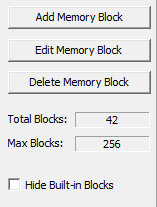 Add Memory Block
Edit Memory Block
Delete Memory Block
Total Blocks: 42
Max Blocks: 256
Hide Built-in Blocks